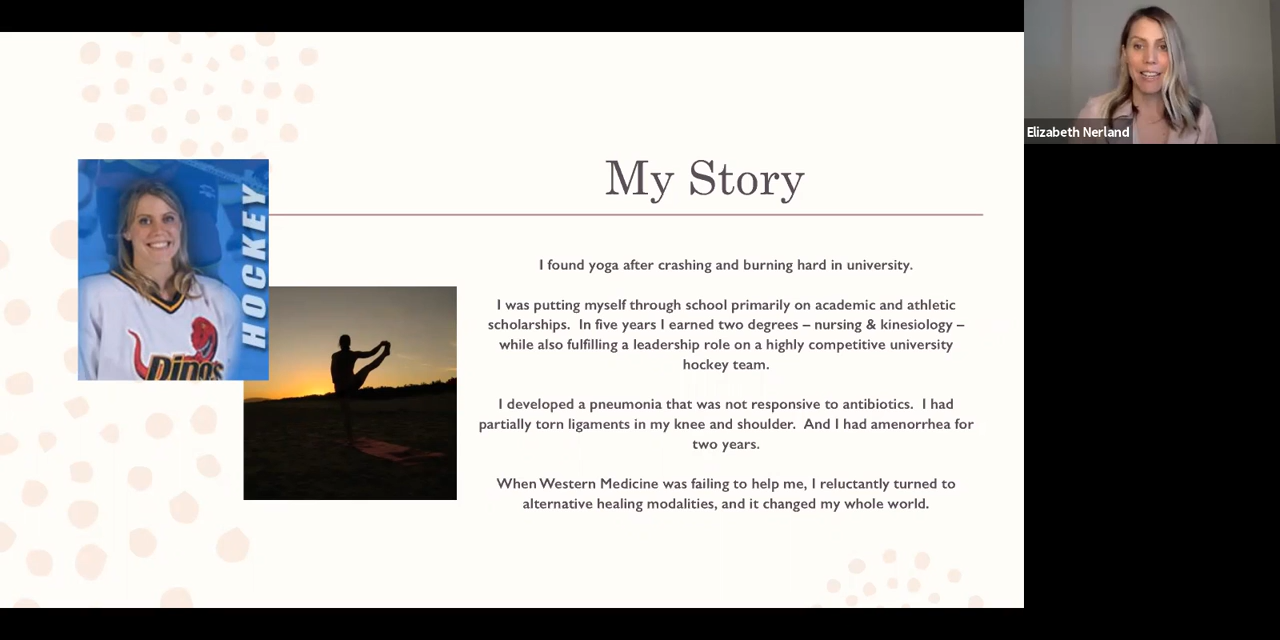 Elizabeth Nerland
My Story
HOCKEY
Dinos
I found yoga after crashing and burning hard in university.
I was putting myself through school primarily on academic and athletic
scholarships.  In five years I earned two degrees – nursing & kinesiology –
while also fulfilling a leadership role on a highly competitive university
hockey team.
I developed a pneumonia that was not responsive to antibiotics.  I had
partially torn ligaments in my knee and shoulder.  And I had amenorrhea for
two years.
When Western Medicine was failing to help me, I reluctantly turned to
alternative healing modalities, and it changed my whole world.